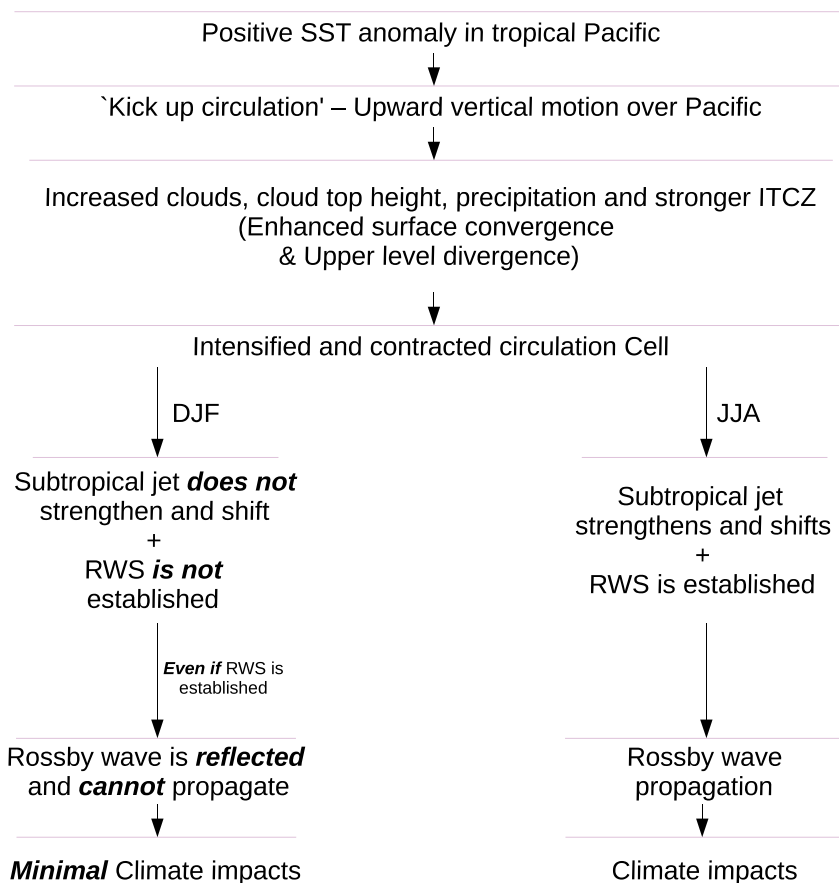 Positive SST anomaly in tropical Pacific
`Kick up circulation' – Upward vertical motion over Pacific
Increased clouds, cloud top height, precipitation and stronger ITCZ
(Enhanced surface convergence
& Upper level divergence)
Intensified and contracted circulation Cell
DJF
Subtropical jet does not
strengthen and shift
+
RWS is not
established
Even if RWS is
established
Rossby wave is reflected
and cannot propagate
Minimal Climate impacts
JJA
Subtropical jet
strengthens and shifts
+
RWS is established
Rossby wave
propagation
Climate impacts